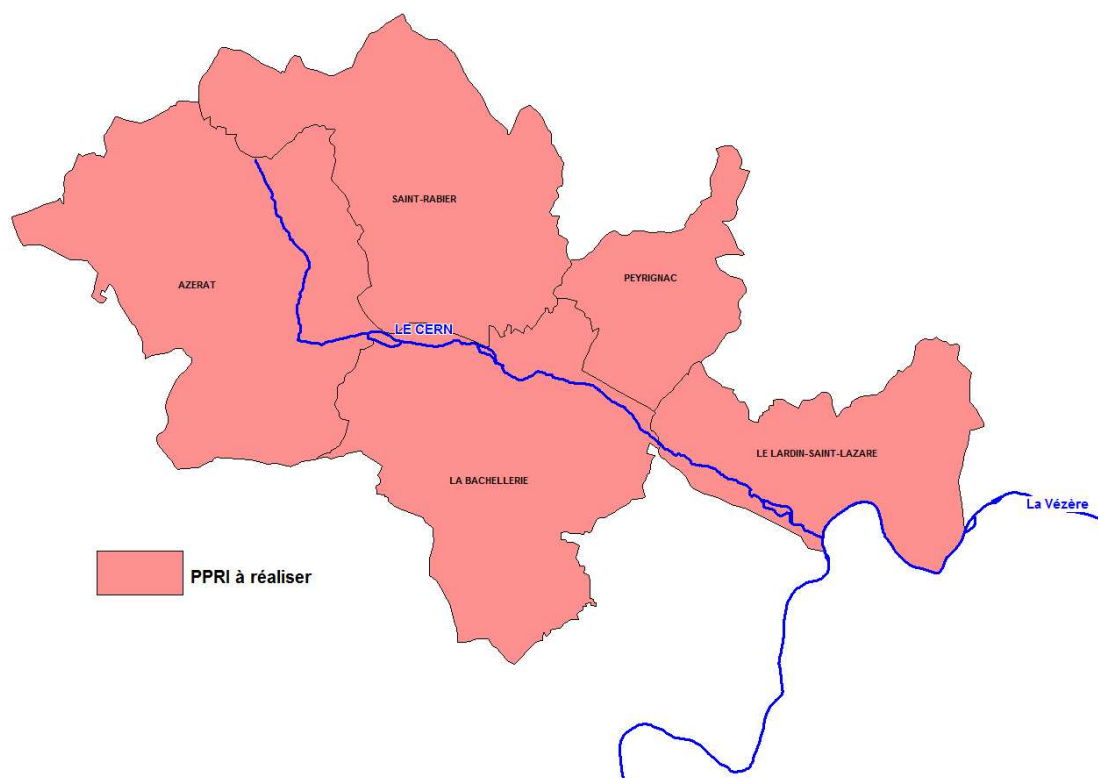 SAINT-RABIER
PEYRIGNAC
AZERAT
LE CERN
LE LARDIN-SAINT-LAZARE
LA BACHELLERIE
La Vézère
PPRI à réaliser